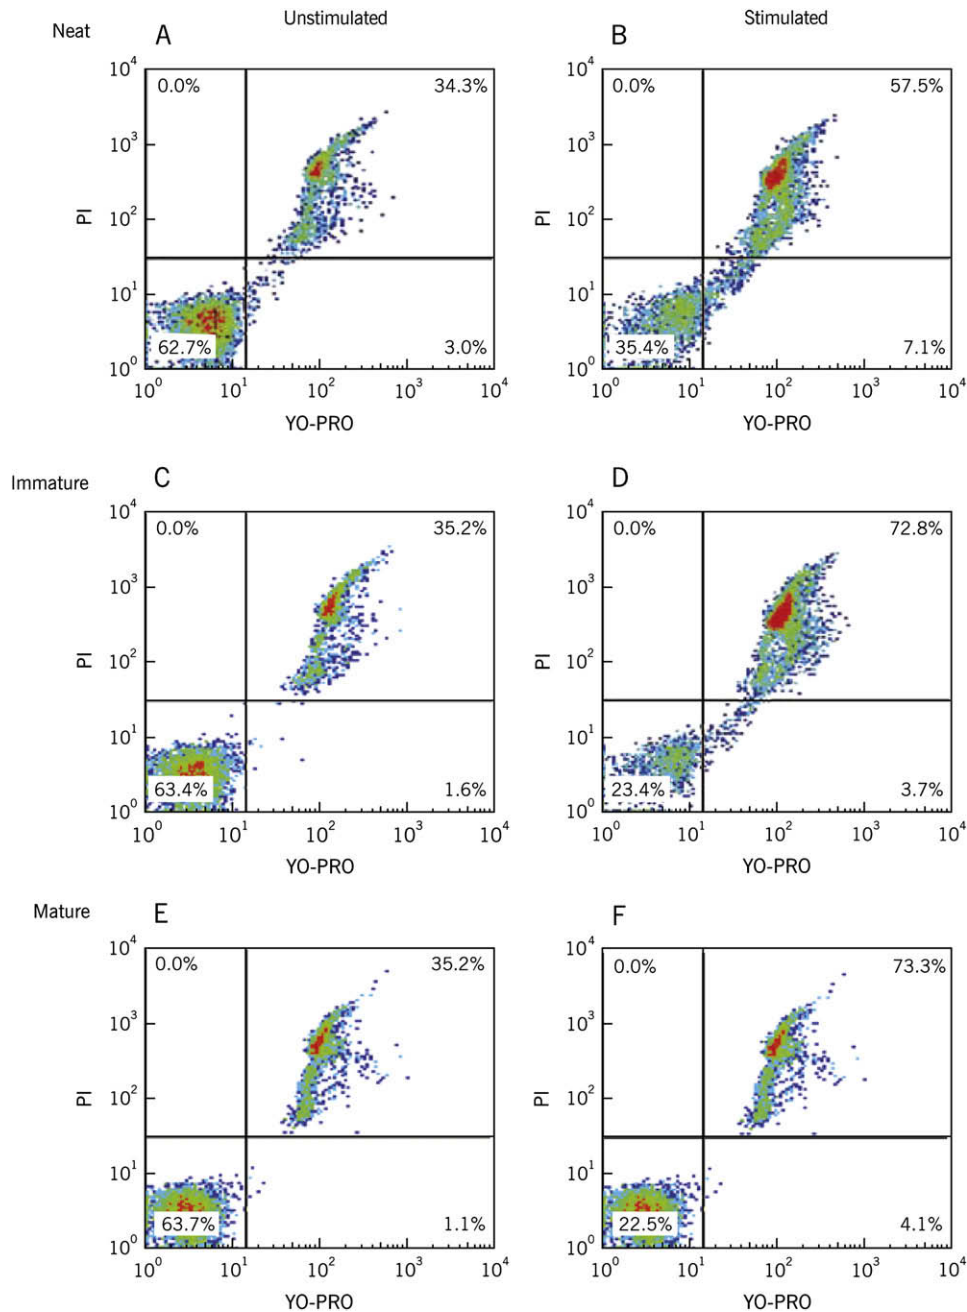 Unstimulated Stimulated
Neat A B
10⁴ 0.0% 34.3% 10⁴ 0.0% 57.5%
10³ 10³
PI 10² PI 10²
10¹ 10¹
62.7% 3.0% 35.4% 7.1%
10⁰ 10⁰
10⁰ 10¹ 10² 10³ 10⁴ 10⁰ 10¹ 10² 10³ 10⁴
YO-PRO YO-PRO
Immature C D
10⁴ 0.0% 35.2% 10⁴ 0.0% 72.8%
10³ 10³
PI 10² PI 10²
10¹ 10¹
63.4% 1.6% 23.4% 3.7%
10⁰ 10⁰
10⁰ 10¹ 10² 10³ 10⁴ 10⁰ 10¹ 10² 10³ 10⁴
YO-PRO YO-PRO
Mature E F
10⁴ 0.0% 35.2% 10⁴ 0.0% 73.3%
10³ 10³
PI 10² PI 10²
10¹ 10¹
63.7% 1.1% 22.5% 4.1%
10⁰ 10⁰
10⁰ 10¹ 10² 10³ 10⁴ 10⁰ 10¹ 10² 10³ 10⁴
YO-PRO YO-PRO